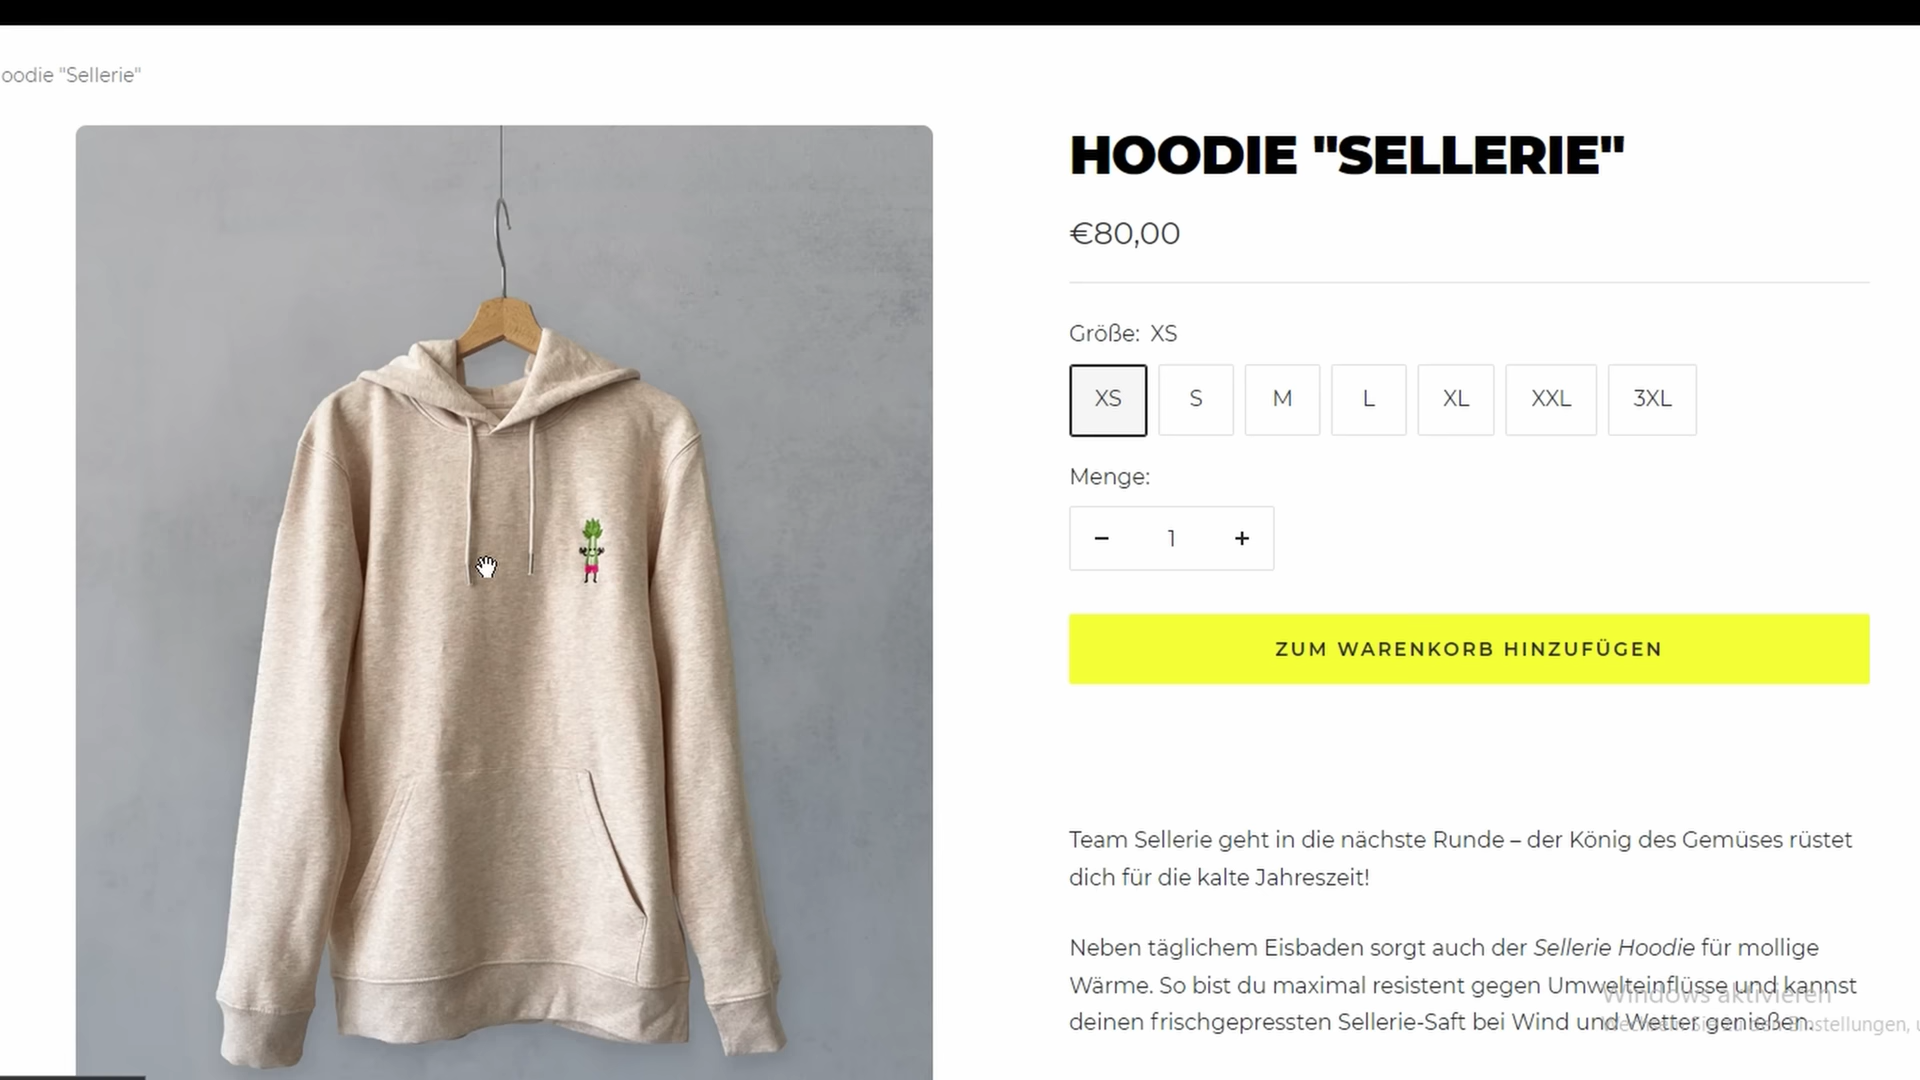 oodie "Sellerie"
HOODIE "SELLERIE"
€80,00
Größe: XS
XS S M L XL XXL 3XL
Menge:
− 1 +
ZUM WARENKORB HINZUFÜGEN
Team Sellerie geht in die nächste Runde – der König des Gemüses rüstet
dich für die kalte Jahreszeit!
Neben täglichem Eisbaden sorgt auch der Sellerie Hoodie für mollige
Wärme. So bist du maximal resistent gegen Umwelteinflüsse und kannst
deinen frischgepressten Sellerie-Saft bei Wind und Wetter genießen.
Windows aktivieren